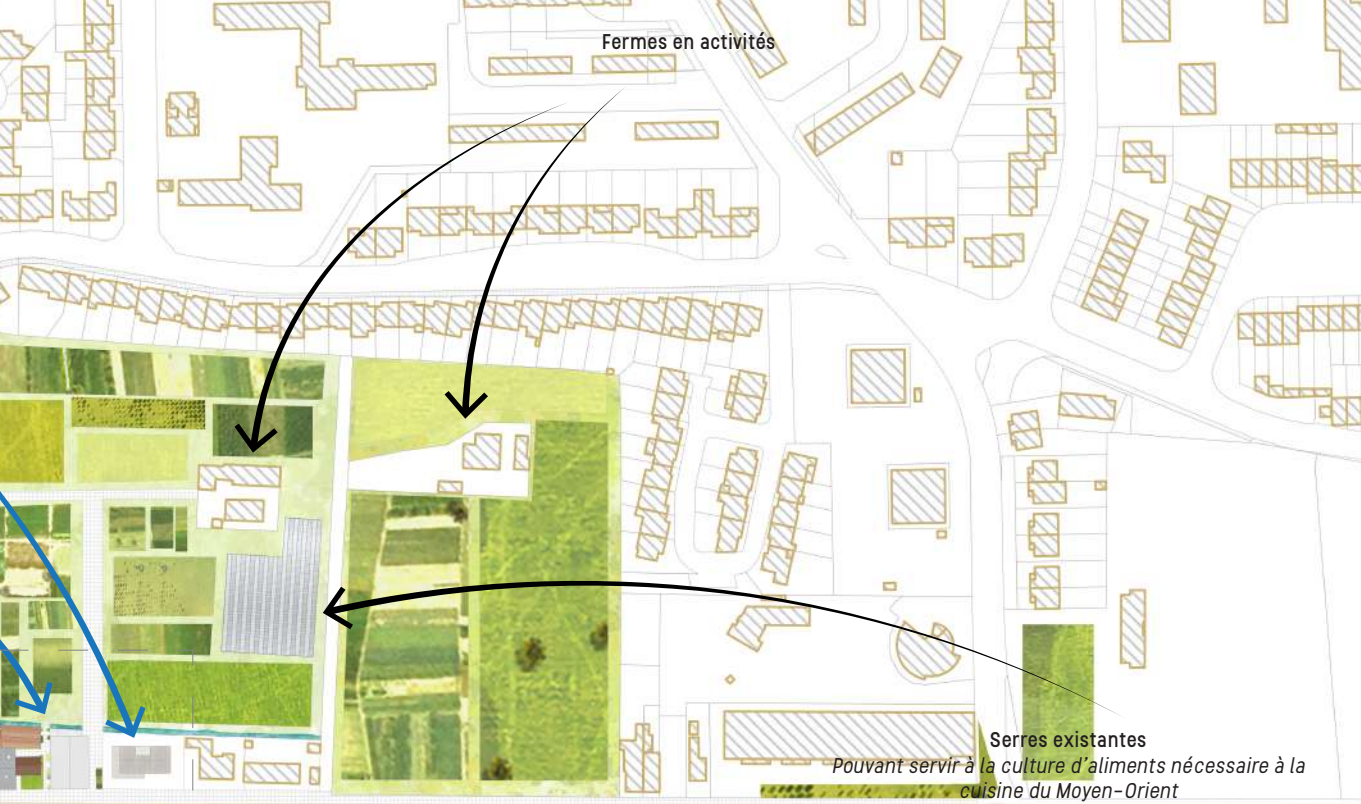 Fermes en activités
Serres existantes
Pouvant servir à la culture d'aliments nécessaire à la
cuisine du Moyen-Orient